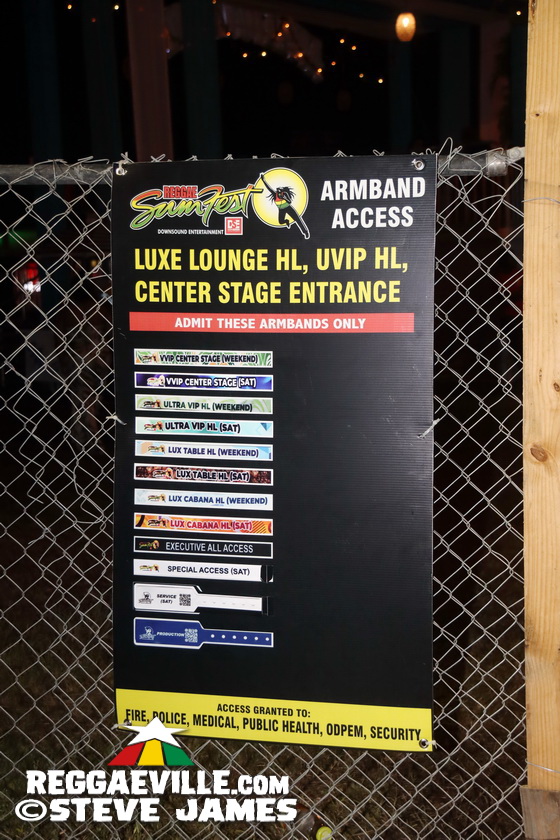 REGGAE
SumFest
DOWNSOUND ENTERTAINMENT
ARMBAND
ACCESS
LUXE LOUNGE HL, UVIP HL,
CENTER STAGE ENTRANCE
ADMIT THESE ARMBANDS ONLY
VVIP CENTER STAGE (WEEKEND)
VVIP CENTER STAGE (SAT)
ULTRA VIP HL (WEEKEND)
ULTRA VIP HL (SAT)
LUX TABLE HL (WEEKEND)
LUX TABLE HL (SAT)
LUX CABANA HL (WEEKEND)
LUX CABANA HL (SAT)
EXECUTIVE ALL ACCESS
SPECIAL ACCESS (SAT)
SERVICE
(SAT)
PRODUCTION
ACCESS GRANTED TO:
FIRE, POLICE, MEDICAL, PUBLIC HEALTH, ODPEM, SECURITY
REGGAEVILLE.COM
©STEVE JAMES